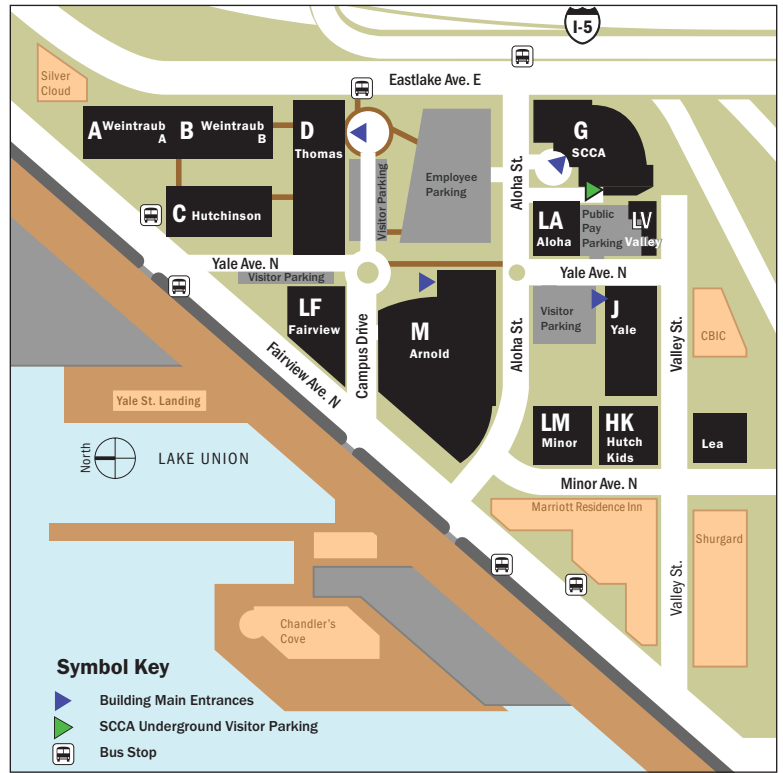 I-5
Eastlake Ave. E
Silver
Cloud
A Weintraub
A
B Weintraub
B
D
Thomas
C Hutchinson
Visitor Parking
Employee
Parking
Aloha St.
G
SCCA
LA
Aloha
Public
Pay
Parking
LV
Valley
Yale Ave. N
Visitor Parking
Yale Ave. N
LF
Fairview
Campus Drive
M
Arnold
Aloha St.
Visitor
Parking
J
Yale
Valley St.
CBIC
Fairview Ave. N
Yale St. Landing
LM
Minor
HK
Hutch
Kids
Lea
North
LAKE UNION
Minor Ave. N
Marriott Residence Inn
Shurgard
Valley St.
Chandler's
Cove
Symbol Key
Building Main Entrances
SCCA Underground Visitor Parking
Bus Stop